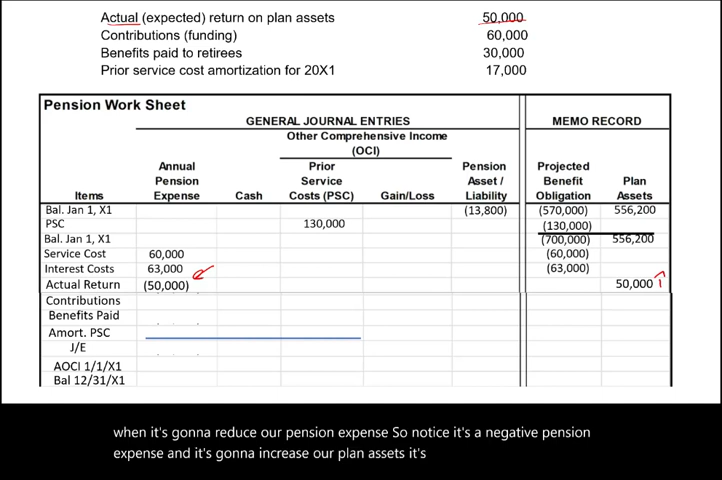 Actual (expected) return on plan assets 50,000
Contributions (funding) 60,000
Benefits paid to retirees 30,000
Prior service cost amortization for 20X1 17,000
Pension Work Sheet
GENERAL JOURNAL ENTRIES MEMO RECORD
Other Comprehensive Income
(OCI)
Annual Prior Pension Projected
Pension Service Asset / Benefit Plan
Items Expense Cash Costs (PSC) Gain/Loss Liability Obligation Assets
Bal. Jan 1, X1 (13,800) (570,000) 556,200
PSC 130,000 (130,000)
Bal. Jan 1, X1 (700,000) 556,200
Service Cost 60,000 (60,000)
Interest Costs 63,000 (63,000)
Actual Return (50,000) 50,000
Contributions
Benefits Paid
Amort. PSC
J/E
AOCI 1/1/X1
Bal 12/31/X1
when it's gonna reduce our pension expense So notice it's a negative pension
expense and it's gonna increase our plan assets it's